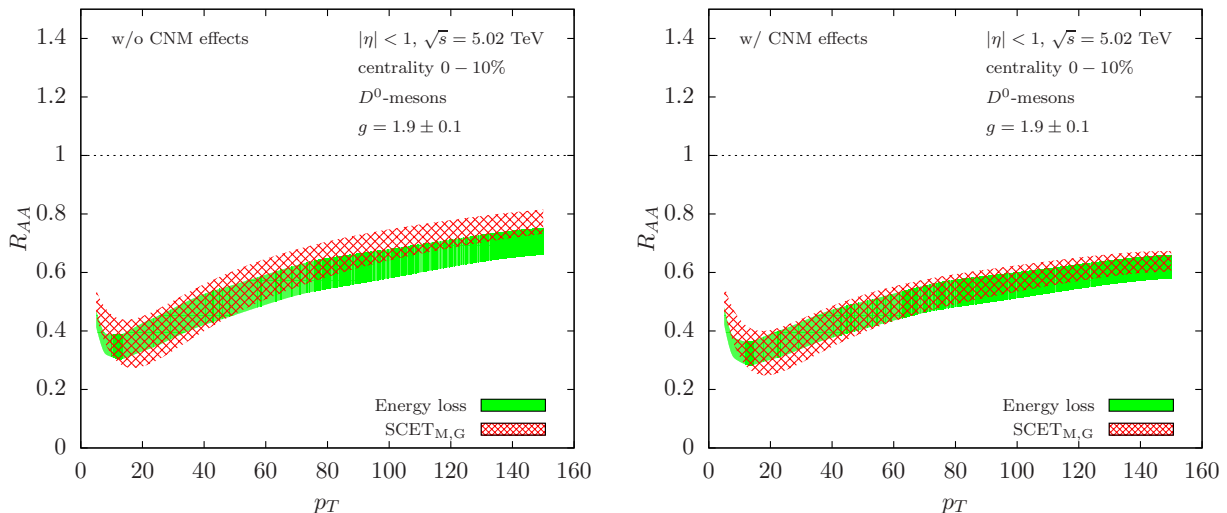 w/o CNM effects
|η| < 1, √s = 5.02 TeV
centrality 0 − 10%
D⁰-mesons
g = 1.9 ± 0.1
R_AA
1.4
1.2
1
0.8
0.6
0.4
0.2
0
Energy loss
SCET_M,G
0 20 40 60 80 100 120 140 160
p_T
w/ CNM effects
|η| < 1, √s = 5.02 TeV
centrality 0 − 10%
D⁰-mesons
g = 1.9 ± 0.1
R_AA
1.4
1.2
1
0.8
0.6
0.4
0.2
0
Energy loss
SCET_M,G
0 20 40 60 80 100 120 140 160
p_T